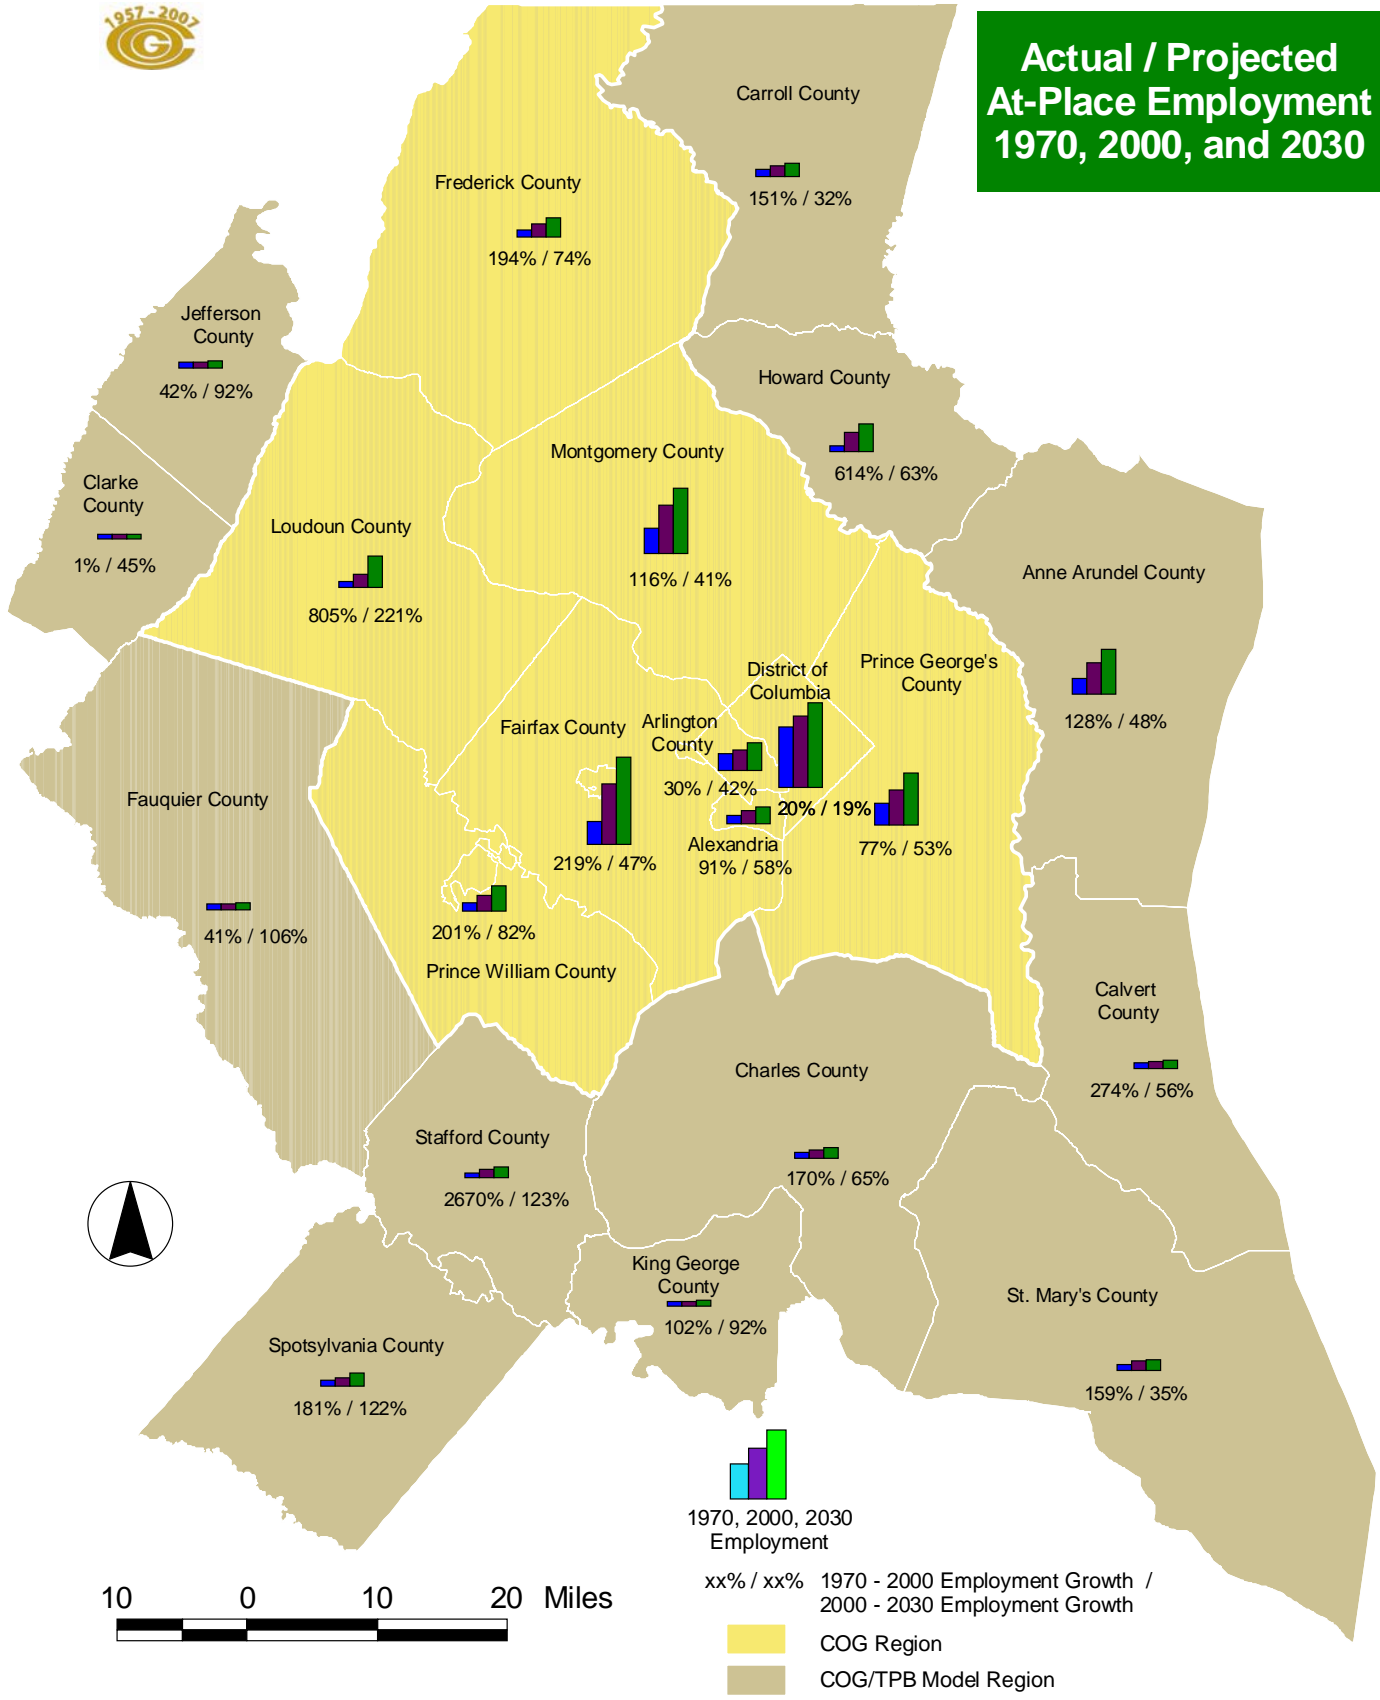 1957 - 2007
Actual / Projected
At-Place Employment
1970, 2000, and 2030
Carroll County
151% / 32%
Frederick County
194% / 74%
Jefferson
County
42% / 92%
Howard County
614% / 63%
Montgomery County
116% / 41%
Clarke
County
1% / 45%
Loudoun County
805% / 221%
Anne Arundel County
128% / 48%
District of
Columbia
20% / 19%
Prince George's
County
77% / 53%
Fairfax County
219% / 47%
Arlington
County
30% / 42%
Alexandria
91% / 58%
Fauquier County
41% / 106%
201% / 82%
Prince William County
Calvert
County
274% / 56%
Charles County
170% / 65%
Stafford County
2670% / 123%
King George
County
102% / 92%
St. Mary's County
159% / 35%
Spotsylvania County
181% / 122%
1970, 2000, 2030
Employment
xx% / xx% 1970 - 2000 Employment Growth /
2000 - 2030 Employment Growth
10 0 10 20 Miles
COG Region
COG/TPB Model Region